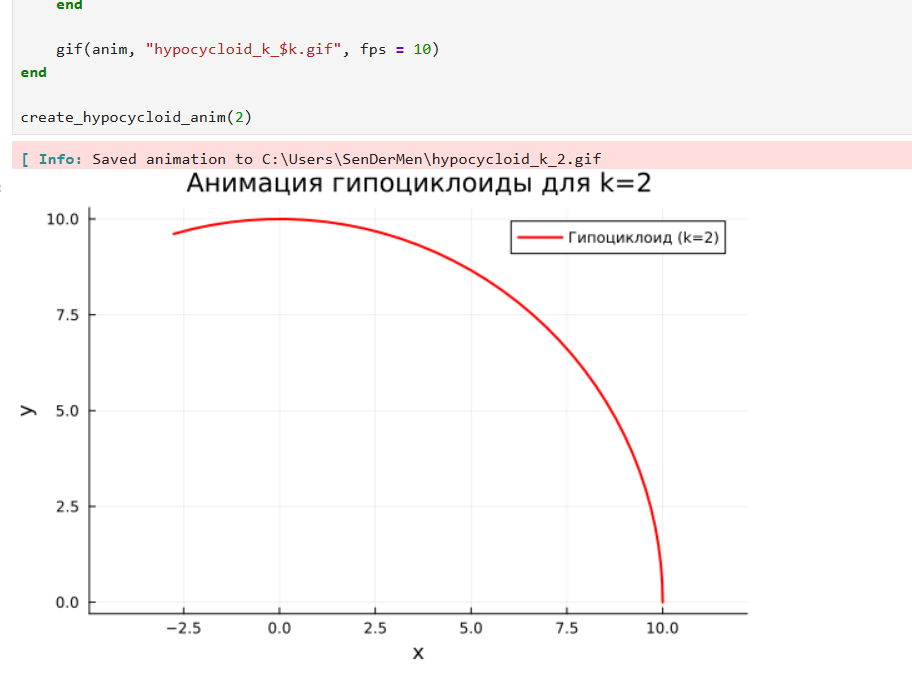 end
gif(anim, "hypocycloid_k_$k.gif", fps = 10)
end
create_hypocycloid_anim(2)
[ Info: Saved animation to C:\Users\SenDerMen\hypocycloid_k_2.gif
Анимация гипоциклоиды для k=2
Гипоциклоид (k=2)
10.0
7.5
5.0
2.5
0.0
y
−2.5 0.0 2.5 5.0 7.5 10.0
x